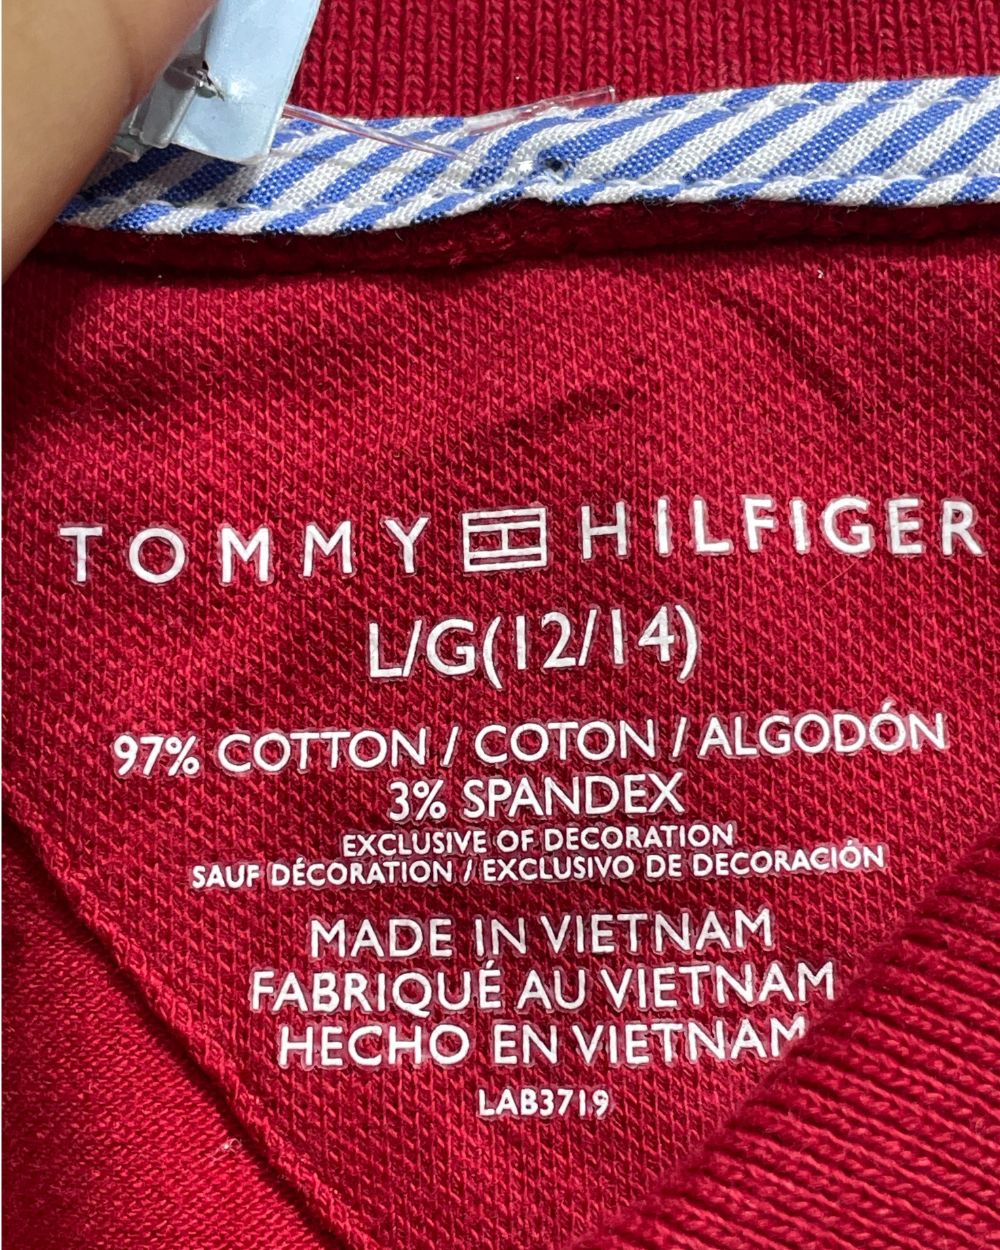 TOMMY HILFIGER
L/G(12/14)
97% COTTON / COTON / ALGODÓN
3% SPANDEX
EXCLUSIVE OF DECORATION
SAUF DÉCORATION / EXCLUSIVO DE DECORACIÓN
MADE IN VIETNAM
FABRIQUÉ AU VIETNAM
HECHO EN VIETNAM
LAB3719